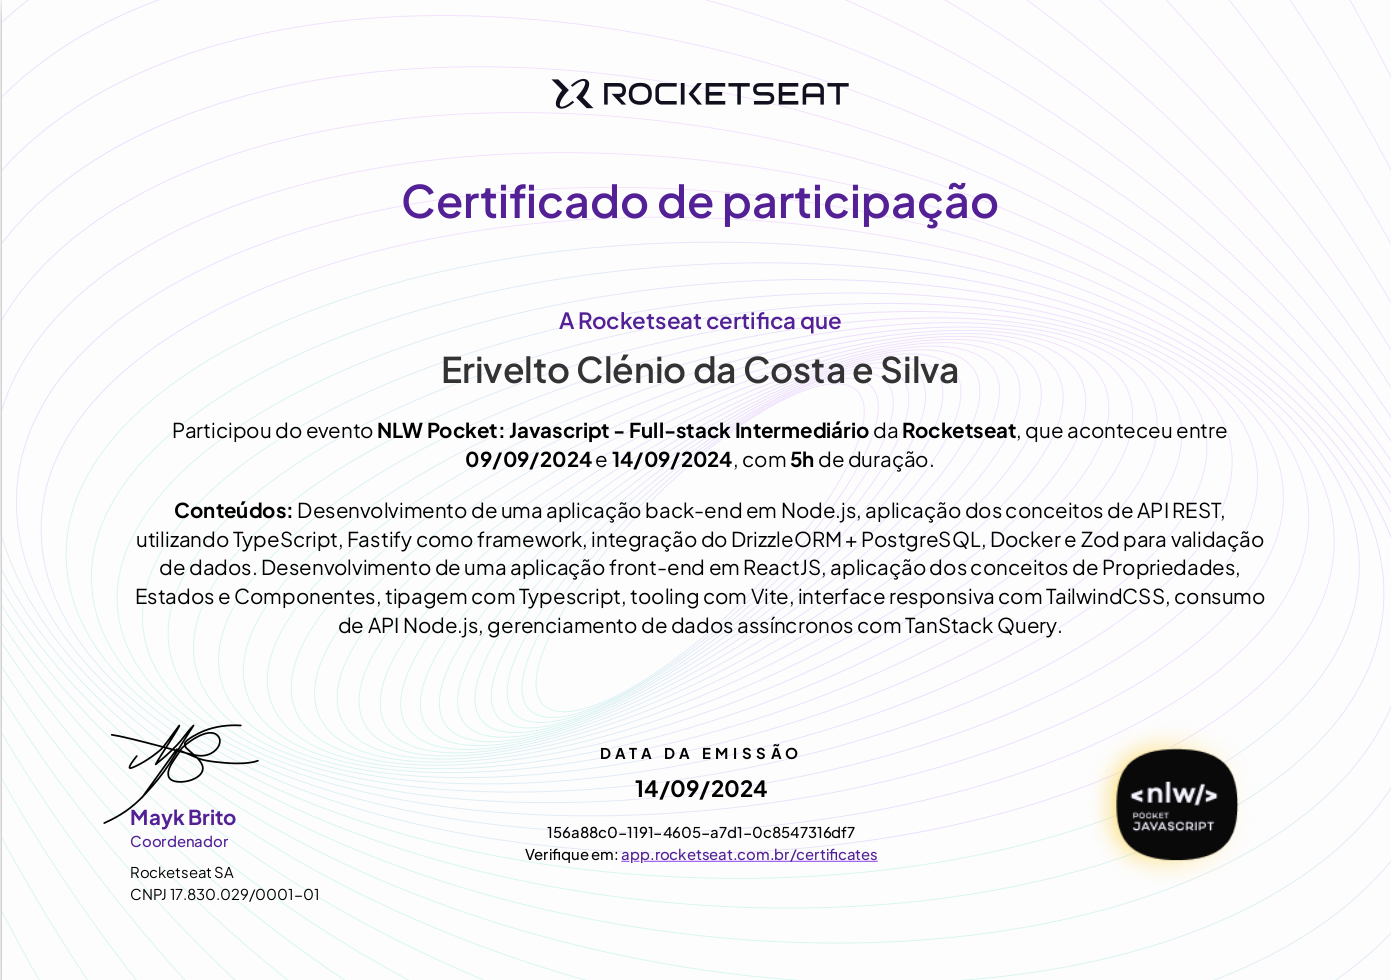 ROCKETSEAT
Certificado de participação
A Rocketseat certifica que
Erivelto Clénio da Costa e Silva
Participou do evento NLW Pocket: Javascript - Full-stack Intermediário da Rocketseat, que aconteceu entre
09/09/2024 e 14/09/2024, com 5h de duração.
Conteúdos: Desenvolvimento de uma aplicação back-end em Node.js, aplicação dos conceitos de API REST,
utilizando TypeScript, Fastify como framework, integração do DrizzleORM + PostgreSQL, Docker e Zod para validação
de dados. Desenvolvimento de uma aplicação front-end em ReactJS, aplicação dos conceitos de Propriedades,
Estados e Componentes, tipagem com Typescript, tooling com Vite, interface responsiva com TailwindCSS, consumo
de API Node.js, gerenciamento de dados assíncronos com TanStack Query.
Mayk Brito
Coordenador
Rocketseat SA
CNPJ 17.830.029/0001-01
DATA DA EMISSÃO
14/09/2024
156a88c0-1191-4605-a7d1-0c8547316df7
Verifique em: app.rocketseat.com.br/certificates
<nlw/>
POCKET
JAVASCRIPT